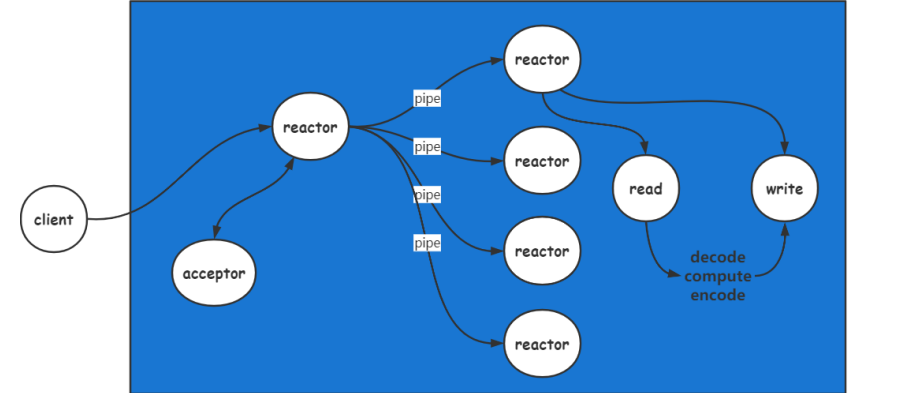 client
reactor
acceptor
pipe
pipe
pipe
pipe
reactor
reactor
reactor
reactor
read
write
decode
compute
encode